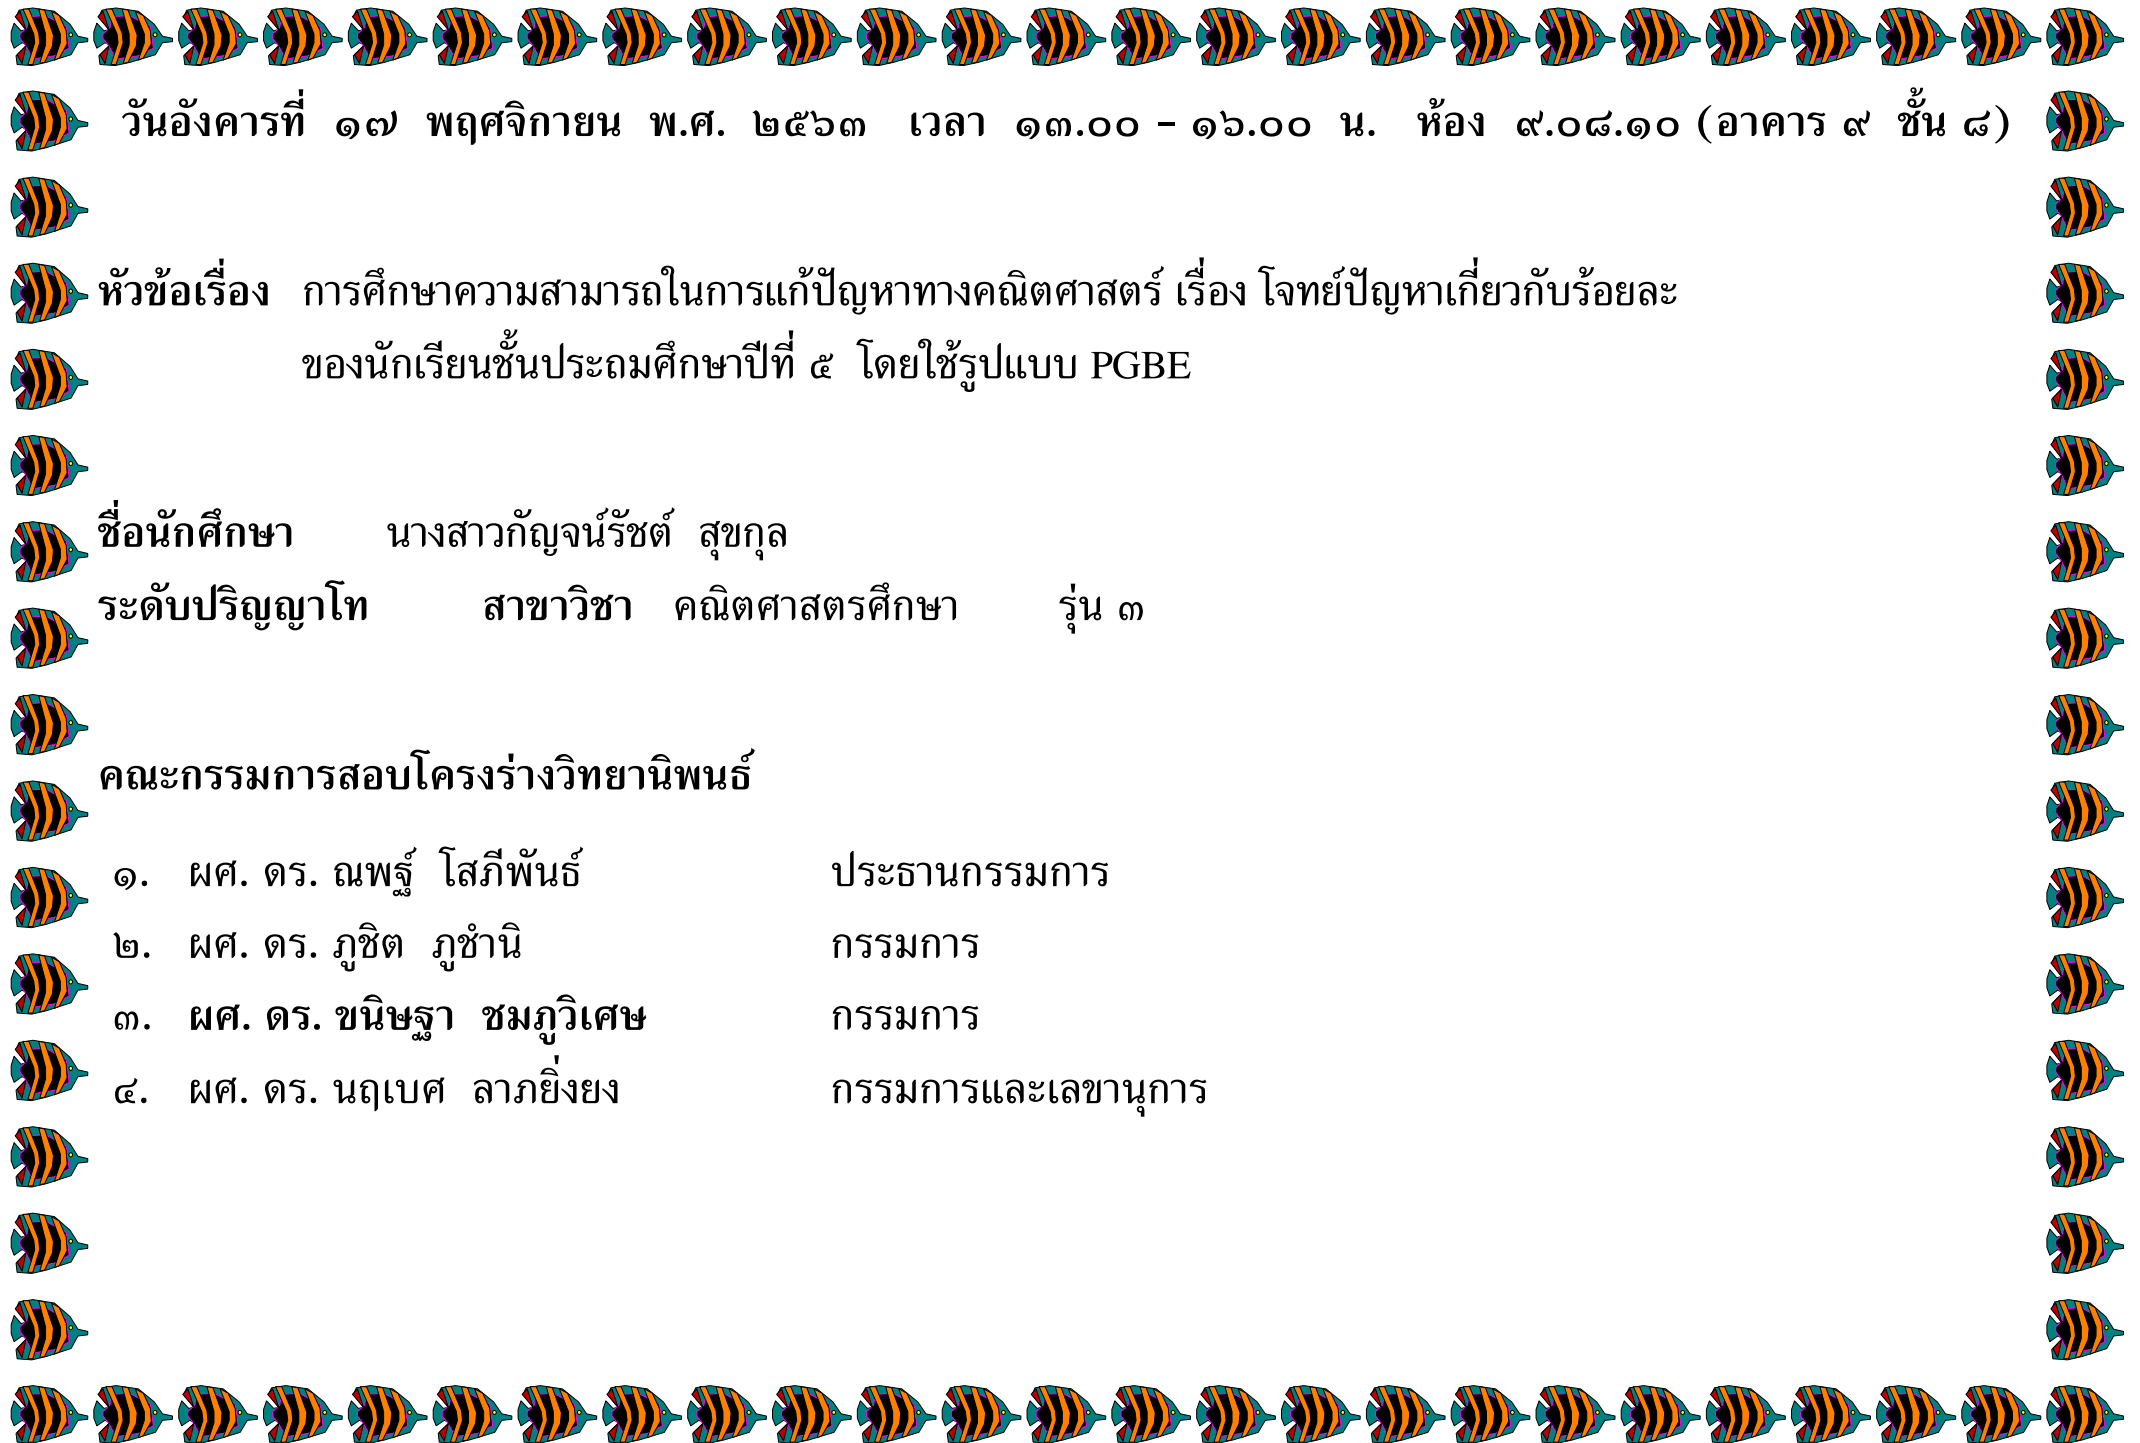 วันอังคารที่ ๑๗ พฤศจิกายน พ.ศ. ๒๕๖๓ เวลา ๑๓.๐๐ – ๑๖.๐๐ น. ห้อง ๙.๐๘.๑๐ (อาคาร ๙ ชั้น ๘)
หัวข้อเรื่อง การศึกษาความสามารถในการแก้ปัญหาทางคณิตศาสตร์ เรื่อง โจทย์ปัญหาเกี่ยวกับร้อยละ
ของนักเรียนชั้นประถมศึกษาปีที่ ๕ โดยใช้รูปแบบ PGBE
ชื่อนักศึกษา นางสาวกัญจน์รัชต์ สุขกุล
ระดับปริญญาโท สาขาวิชา คณิตศาสตรศึกษา รุ่น ๓
คณะกรรมการสอบโครงร่างวิทยานิพนธ์
๑. ผศ. ดร. ณพฐ์ โสภีพันธ์ ประธานกรรมการ
๒. ผศ. ดร. ภูชิต ภูชำนิ กรรมการ
๓. ผศ. ดร. ขนิษฐา ชมภูวิเศษ กรรมการ
๔. ผศ. ดร. นฤเบศ ลาภยิ่งยง กรรมการและเลขานุการ